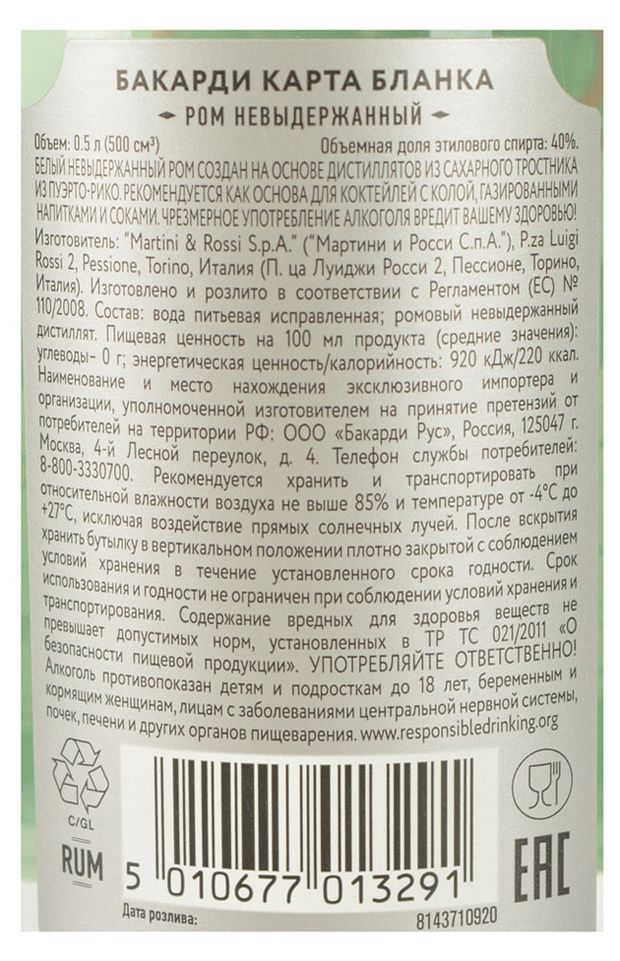 БАКАРДИ КАРТА БЛАНКА
РОМ НЕВЫДЕРЖАННЫЙ
Объем: 0.5 л (500 см³) Объемная доля этилового спирта: 40%.
БЕЛЫЙ НЕВЫДЕРЖАННЫЙ РОМ СОЗДАН НА ОСНОВЕ ДИСТИЛЛЯТОВ ИЗ САХАРНОГО ТРОСТНИКА
ИЗ ПУЭРТО-РИКО. РЕКОМЕНДУЕТСЯ КАК ОСНОВА ДЛЯ КОКТЕЙЛЕЙ С КОЛОЙ, ГАЗИРОВАННЫМИ
НАПИТКАМИ И СОКАМИ. ЧРЕЗМЕРНОЕ УПОТРЕБЛЕНИЕ АЛКОГОЛЯ ВРЕДИТ ВАШЕМУ ЗДОРОВЬЮ!
Изготовитель: "Martini & Rossi S.p.A." ("Мартини и Росси С.п.А."), P.za Luigi
Rossi 2, Pessione, Torino, Италия (П. ца Луиджи Росси 2, Пессионе, Торино,
Италия). Изготовлено и розлито в соответствии с Регламентом (ЕС) №
110/2008. Состав: вода питьевая исправленная; ромовый невыдержанный
дистиллят. Пищевая ценность на 100 мл продукта (средние значения):
углеводы– 0 г; энергетическая ценность/калорийность: 920 кДж/220 ккал.
Наименование и место нахождения эксклюзивного импортера и
организации, уполномоченной изготовителем на принятие претензий от
потребителей на территории РФ: ООО «Бакарди Рус», Россия, 125047 г.
Москва, 4-й Лесной переулок, д. 4. Телефон службы потребителей:
8-800-3330700. Рекомендуется хранить и транспортировать при
относительной влажности воздуха не выше 85% и температуре от -4°С до
+27°С, исключая воздействие прямых солнечных лучей. После вскрытия
хранить бутылку в вертикальном положении плотно закрытой с соблюдением
условий хранения в течение установленного срока годности. Срок
использования и годности не ограничен при соблюдении условий хранения и
транспортирования. Содержание вредных для здоровья веществ не
превышает допустимых норм, установленных в ТР ТС 021/2011 «О
безопасности пищевой продукции». УПОТРЕБЛЯЙТЕ ОТВЕТСТВЕННО!
Алкоголь противопоказан детям и подросткам до 18 лет, беременным и
кормящим женщинам, лицам с заболеваниями центральной нервной системы,
почек, печени и других органов пищеварения. www.responsibledrinking.org
C/GL
RUM
5 010677 013291
EAC
Дата розлива: 8143710920